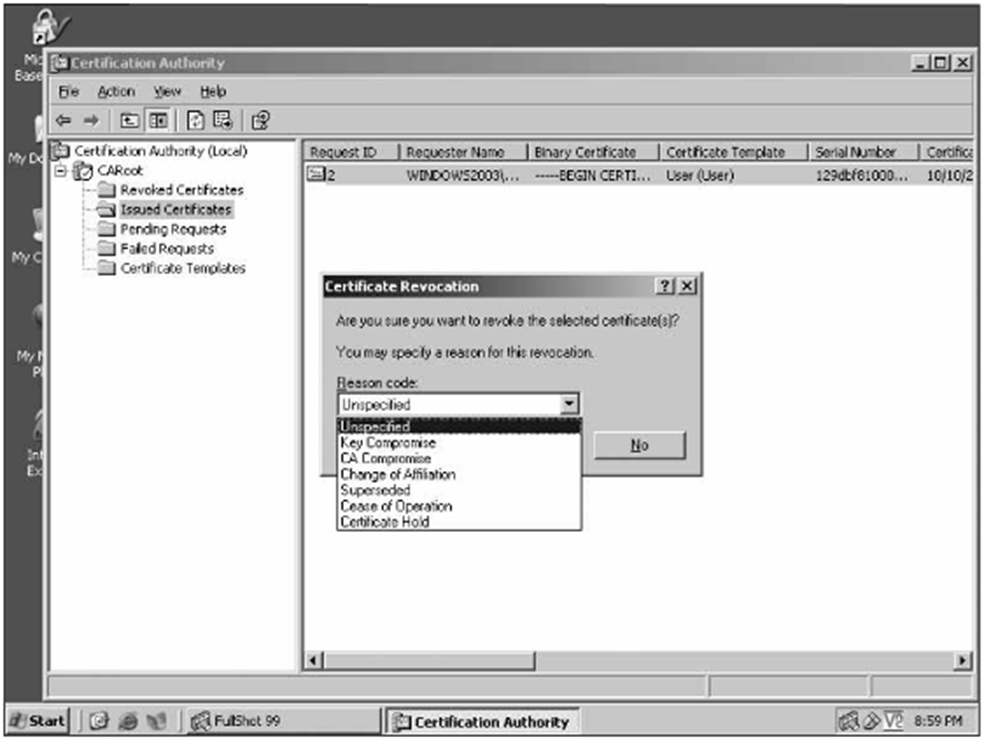 Certification Authority
File Action View Help
Certification Authority (Local)
CARoot
Revoked Certificates
Issued Certificates
Pending Requests
Failed Requests
Certificate Templates
Request ID Requester Name Binary Certificate Certificate Template Serial Number Certifica
2 WINDOWS2003\... -----BEGIN CERTI... User (User) 129dbf81000... 10/10/2
Certificate Revocation
Are you sure you want to revoke the selected certificate(s)?
You may specify a reason for this revocation.
Reason code:
Unspecified
Unspecified
Key Compromise
CA Compromise
Change of Affiliation
Superseded
Cease of Operation
Certificate Hold
No
Base
My Do
My C
My N
Pl
Int
Ex
Start FullShot 99 Certification Authority V2 8:59 PM